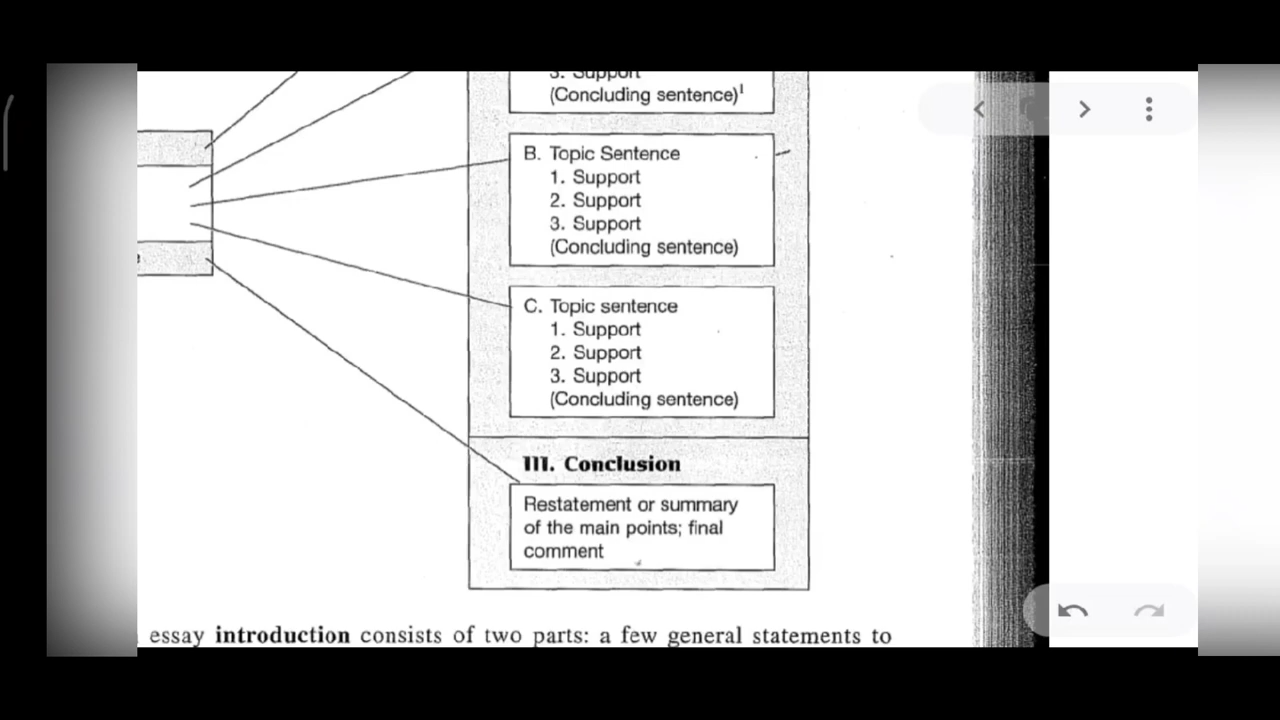 3. Support
(Concluding sentence)¹
B. Topic Sentence
1. Support
2. Support
3. Support
(Concluding sentence)
C. Topic sentence
1. Support
2. Support
3. Support
(Concluding sentence)
III. Conclusion
Restatement or summary
of the main points; final
comment
essay introduction consists of two parts: a few general statements to